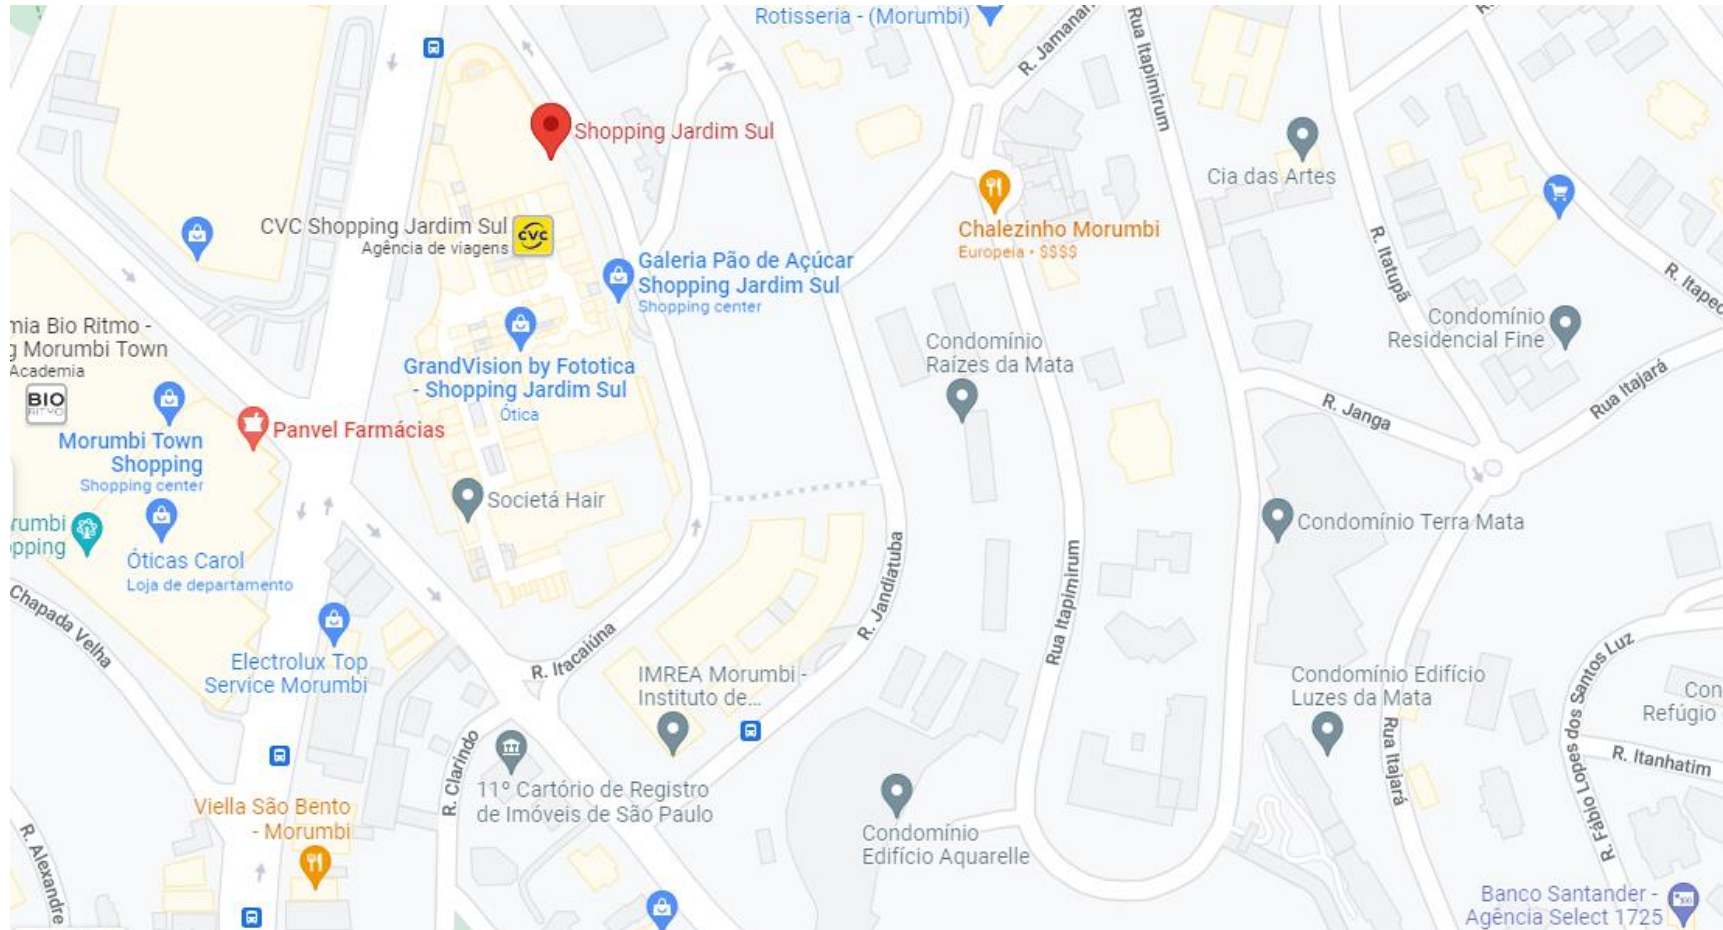 Rotisseria - (Morumbi)
R. Jamanari
Rua Itapimirum
Shopping Jardim Sul
Cia das Artes
CVC Shopping Jardim Sul
Agência de viagens
cvc
Chalezinho Morumbi
Europeia · $$$$
R. Itatupã
Galeria Pão de Açúcar
Shopping Jardim Sul
Shopping center
mia Bio Ritmo -
g Morumbi Town
Academia
BIO
RITMO
GrandVision by Fototica
- Shopping Jardim Sul
Ótica
Condomínio
Raízes da Mata
Condomínio
Residencial Fine
Rua Itajará
R. Janga
Morumbi Town
Shopping
Shopping center
Panvel Farmácias
Societá Hair
rumbi
opping
Óticas Carol
Loja de departamento
Condomínio Terra Mata
Chapada Velha
R. Jandiatuba
Rua Itapimirum
Electrolux Top
Service Morumbi
R. Itacaiúna
IMREA Morumbi -
Instituto de...
Condomínio Edifício
Luzes da Mata
R. Fábio Lopes dos Santos Luz
Con
Refúgio
R. Itanhatim
Rua Itajará
R. Clarindo
11º Cartório de Registro
de Imóveis de São Paulo
Viella São Bento
- Morumbi
Condomínio
Edifício Aquarelle
R. Alexandre
Banco Santander -
Agência Select 1725